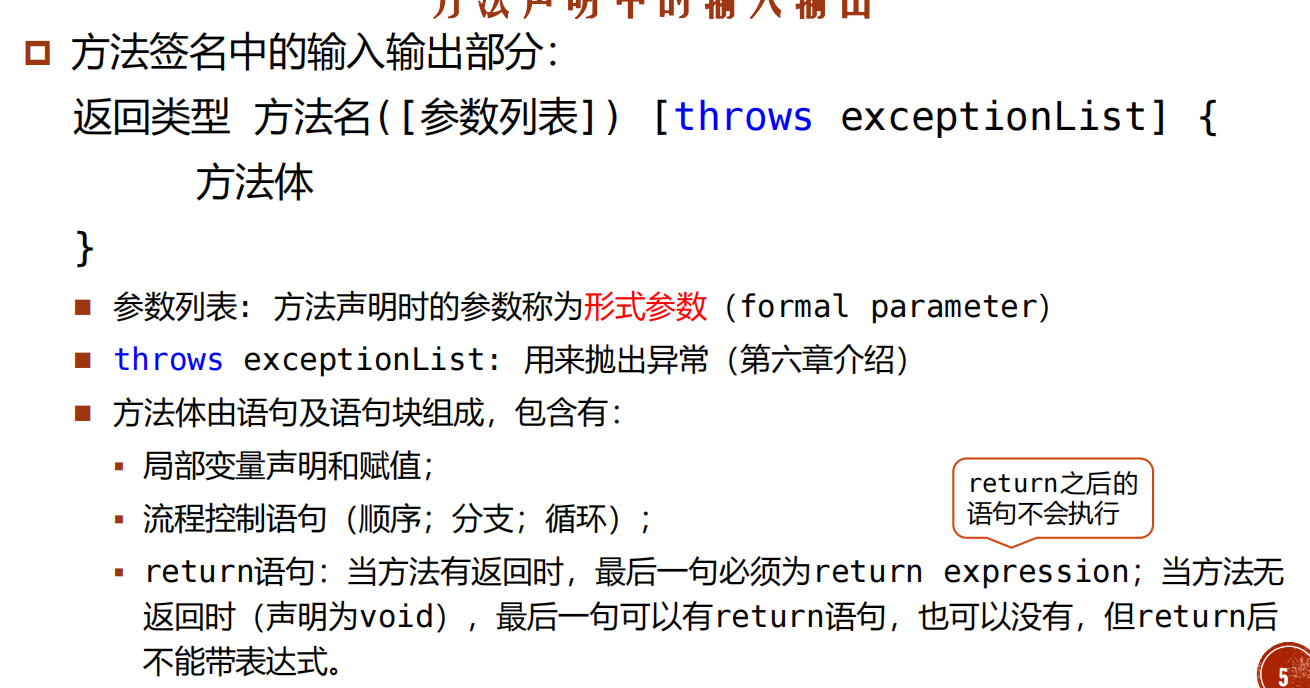 方法声明中的输入输出
方法签名中的输入输出部分：
返回类型 方法名([参数列表]) [throws exceptionList] {
方法体
}
参数列表: 方法声明时的参数称为形式参数（formal parameter）
throws exceptionList: 用来抛出异常（第六章介绍）
方法体由语句及语句块组成，包含有：
局部变量声明和赋值；
流程控制语句（顺序；分支；循环）；
return之后的
语句不会执行
return语句：当方法有返回时，最后一句必须为return expression；当方法无
返回时（声明为void），最后一句可以有return语句，也可以没有，但return后
不能带表达式。
5